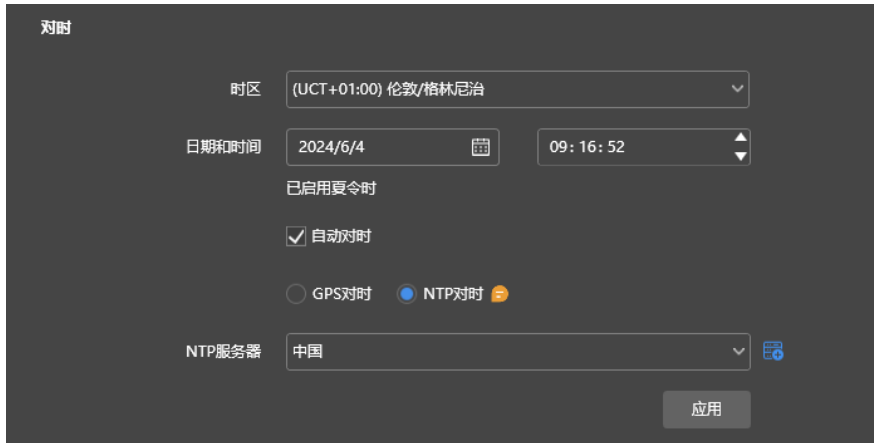 对时
时区 (UCT+01:00) 伦敦/格林尼治
日期和时间 2024/6/4 09:16:52
已启用夏令时
自动对时
GPS对时 NTP对时
NTP服务器 中国
应用